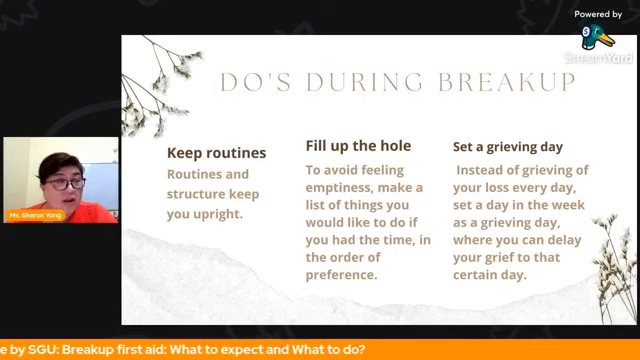 Powered by
StreamYard
DO'S DURING BREAKUP
Keep routines
Routines and
structure keep
you upright.
Fill up the hole
To avoid feeling
emptiness, make a
list of things you
would like to do if
you had the time, in
the order of
preference.
Set a grieving day
Instead of grieving of
your loss every day,
set a day in the week
as a grieving day,
where you can delay
your grief to that
certain day.
Ms. Sharon Yong
e by SGU: Breakup first aid: What to expect and What to do?